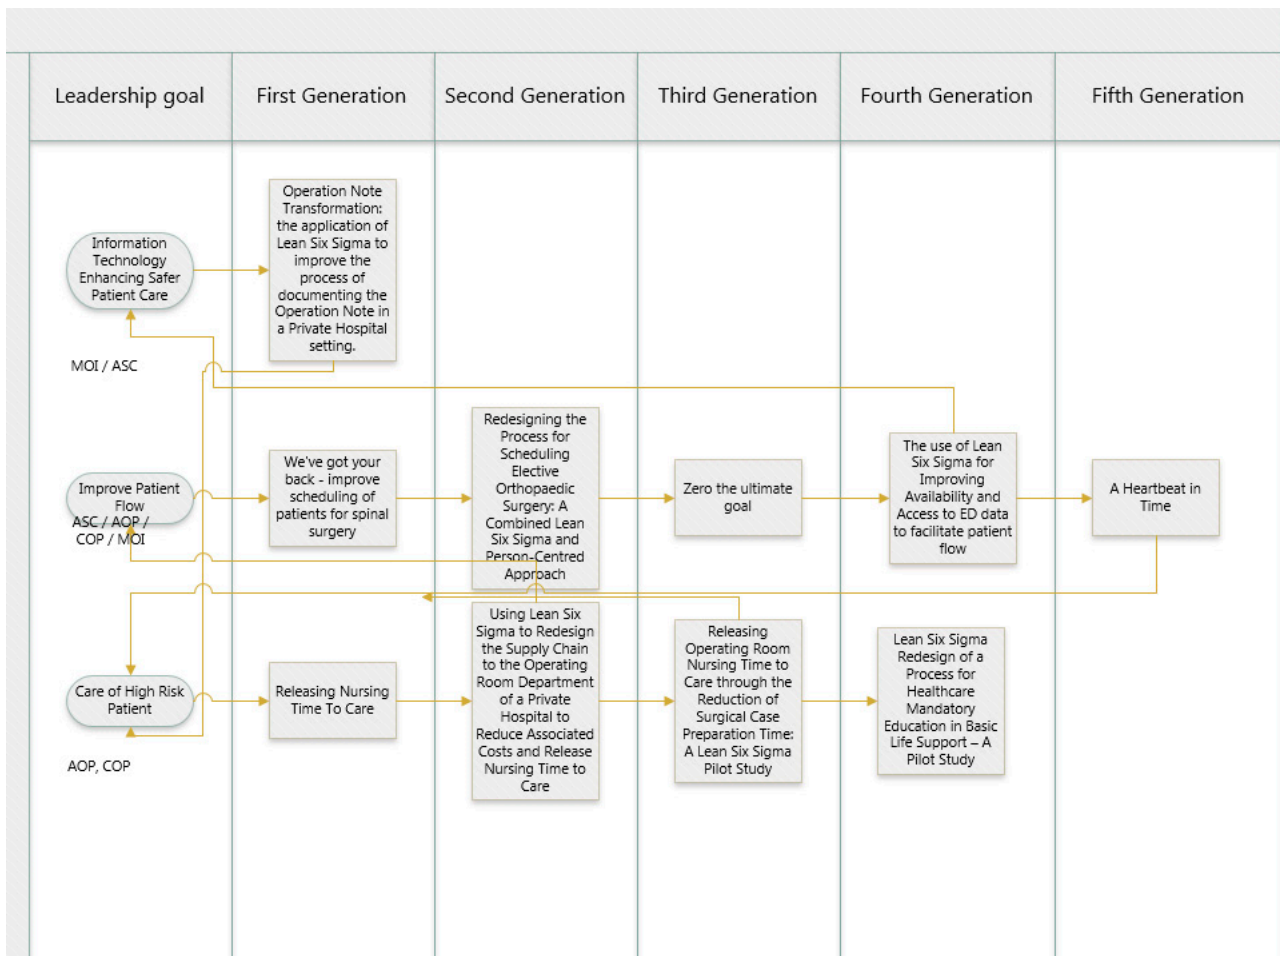 Leadership goal
First Generation
Second Generation
Third Generation
Fourth Generation
Fifth Generation
Information
Technology
Enhancing Safer
Patient Care
MOI / ASC
Operation Note
Transformation:
the application of
Lean Six Sigma to
improve the
process of
documenting the
Operation Note in
a Private Hospital
setting.
Improve Patient
Flow
ASC / AOP /
COP / MOI
We've got your
back - improve
scheduling of
patients for spinal
surgery
Redesigning the
Process for
Scheduling
Elective
Orthopaedic
Surgery: A
Combined Lean
Six Sigma and
Person-Centred
Approach
Zero the ultimate
goal
The use of Lean
Six Sigma for
Improving
Availability and
Access to ED data
to facilitate patient
flow
A Heartbeat in
Time
Care of High Risk
Patient
AOP, COP
Releasing Nursing
Time To Care
Using Lean Six
Sigma to Redesign
the Supply Chain
to the Operating
Room Department
of a Private
Hospital to
Reduce Associated
Costs and Release
Nursing Time to
Care
Releasing
Operating Room
Nursing Time to
Care through the
Reduction of
Surgical Case
Preparation Time:
A Lean Six Sigma
Pilot Study
Lean Six Sigma
Redesign of a
Process for
Healthcare
Mandatory
Education in Basic
Life Support – A
Pilot Study